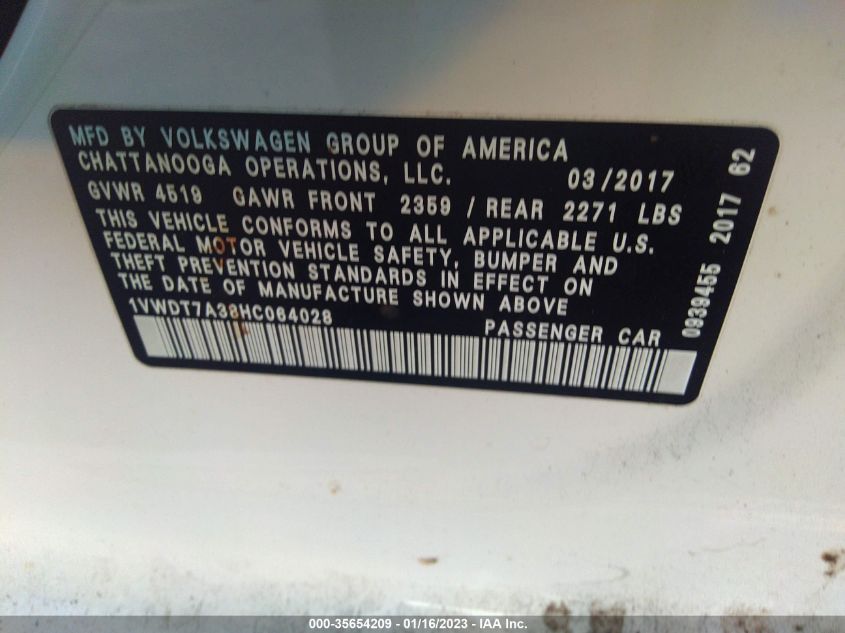 MFD BY VOLKSWAGEN GROUP OF AMERICA
CHATTANOOGA OPERATIONS, LLC. 03/2017
GVWR 4519 GAWR FRONT 2359 / REAR 2271 LBS
THIS VEHICLE CONFORMS TO ALL APPLICABLE U.S.
FEDERAL MOTOR VEHICLE SAFETY, BUMPER AND
THEFT PREVENTION STANDARDS IN EFFECT ON
THE DATE OF MANUFACTURE SHOWN ABOVE
1VWDT7A38HC064028 PASSENGER CAR
0939455 2017 62
000-35654209 - 01/16/2023 - IAA Inc.